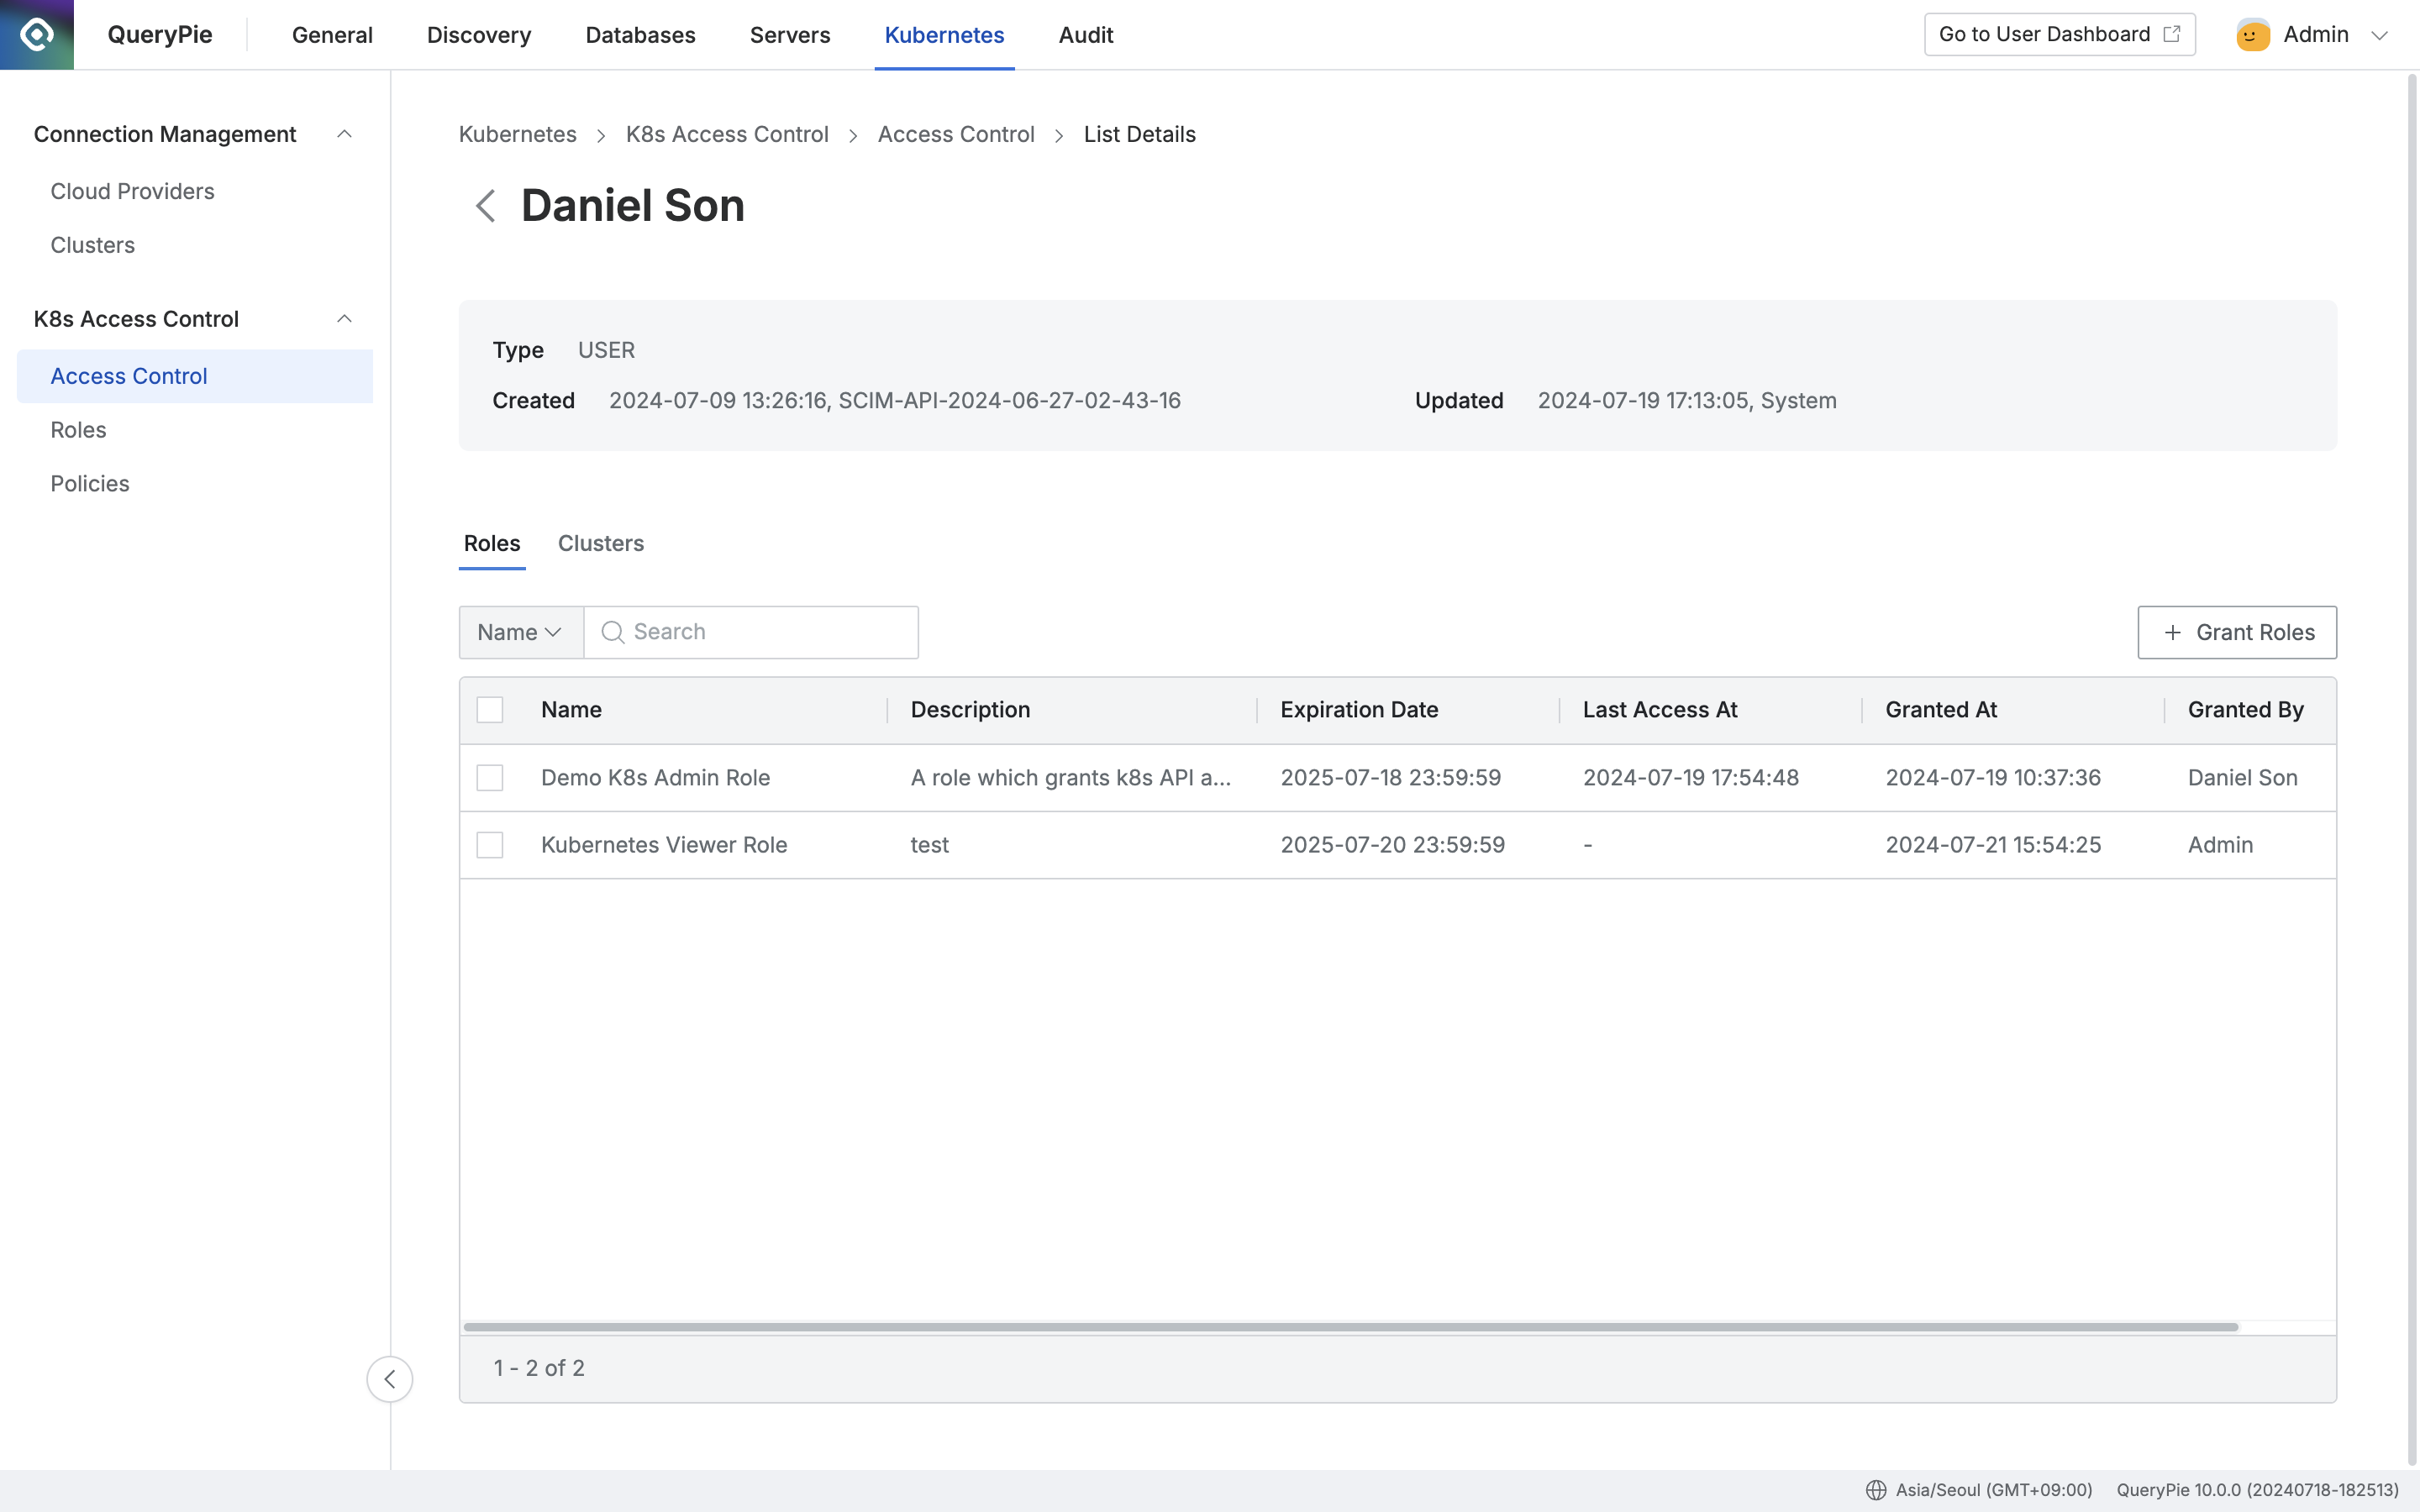 QueryPie General Discovery Databases Servers Kubernetes Audit Go to User Dashboard Admin
Connection Management
Cloud Providers
Clusters
K8s Access Control
Access Control
Roles
Policies
Kubernetes > K8s Access Control > Access Control > List Details
Daniel Son
Type USER
Created 2024-07-09 13:26:16, SCIM-API-2024-06-27-02-43-16 Updated 2024-07-19 17:13:05, System
Roles Clusters
Name Search + Grant Roles
Name Description Expiration Date Last Access At Granted At Granted By
Demo K8s Admin Role A role which grants k8s API a... 2025-07-18 23:59:59 2024-07-19 17:54:48 2024-07-19 10:37:36 Daniel Son
Kubernetes Viewer Role test 2025-07-20 23:59:59 - 2024-07-21 15:54:25 Admin
1 - 2 of 2
Asia/Seoul (GMT+09:00) QueryPie 10.0.0 (20240718-182513)